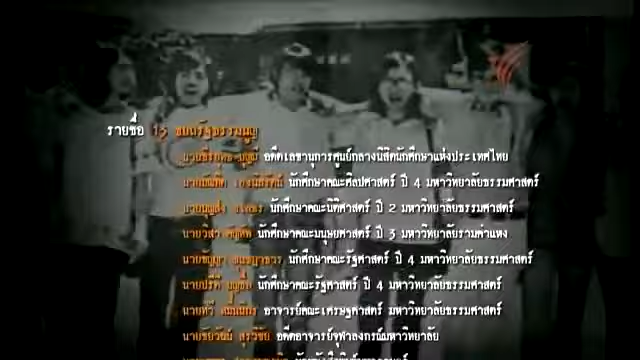 รายชื่อ 13 ขบถรัฐธรรมนูญ
นายธีรยุทธ บุญมี อดีตเลขานุการศูนย์กลางนิสิตนักศึกษาแห่งประเทศไทย
นักศึกษาคณะศิลปศาสตร์ ปี 4 มหาวิทยาลัยธรรมศาสตร์
นายบุญส่ง ชเลธร นักศึกษาคณะนิติศาสตร์ ปี 2 มหาวิทยาลัยธรรมศาสตร์
นายวิสา คัญทัพ นักศึกษาคณะมนุษยศาสตร์ ปี 3 มหาวิทยาลัยรามคำแหง
นายธัญญา ชุนชฎาธาร นักศึกษาคณะรัฐศาสตร์ ปี 4 มหาวิทยาลัยธรรมศาสตร์
นายปรีดี บุญซื่อ นักศึกษาคณะรัฐศาสตร์ ปี 4 มหาวิทยาลัยธรรมศาสตร์
นายทวี หมื่นนิกร อาจารย์คณะเศรษฐศาสตร์ มหาวิทยาลัยธรรมศาสตร์
นายชัยวัฒน์ สุรวิชัย อดีตอาจารย์จุฬาลงกรณ์มหาวิทยาลัย